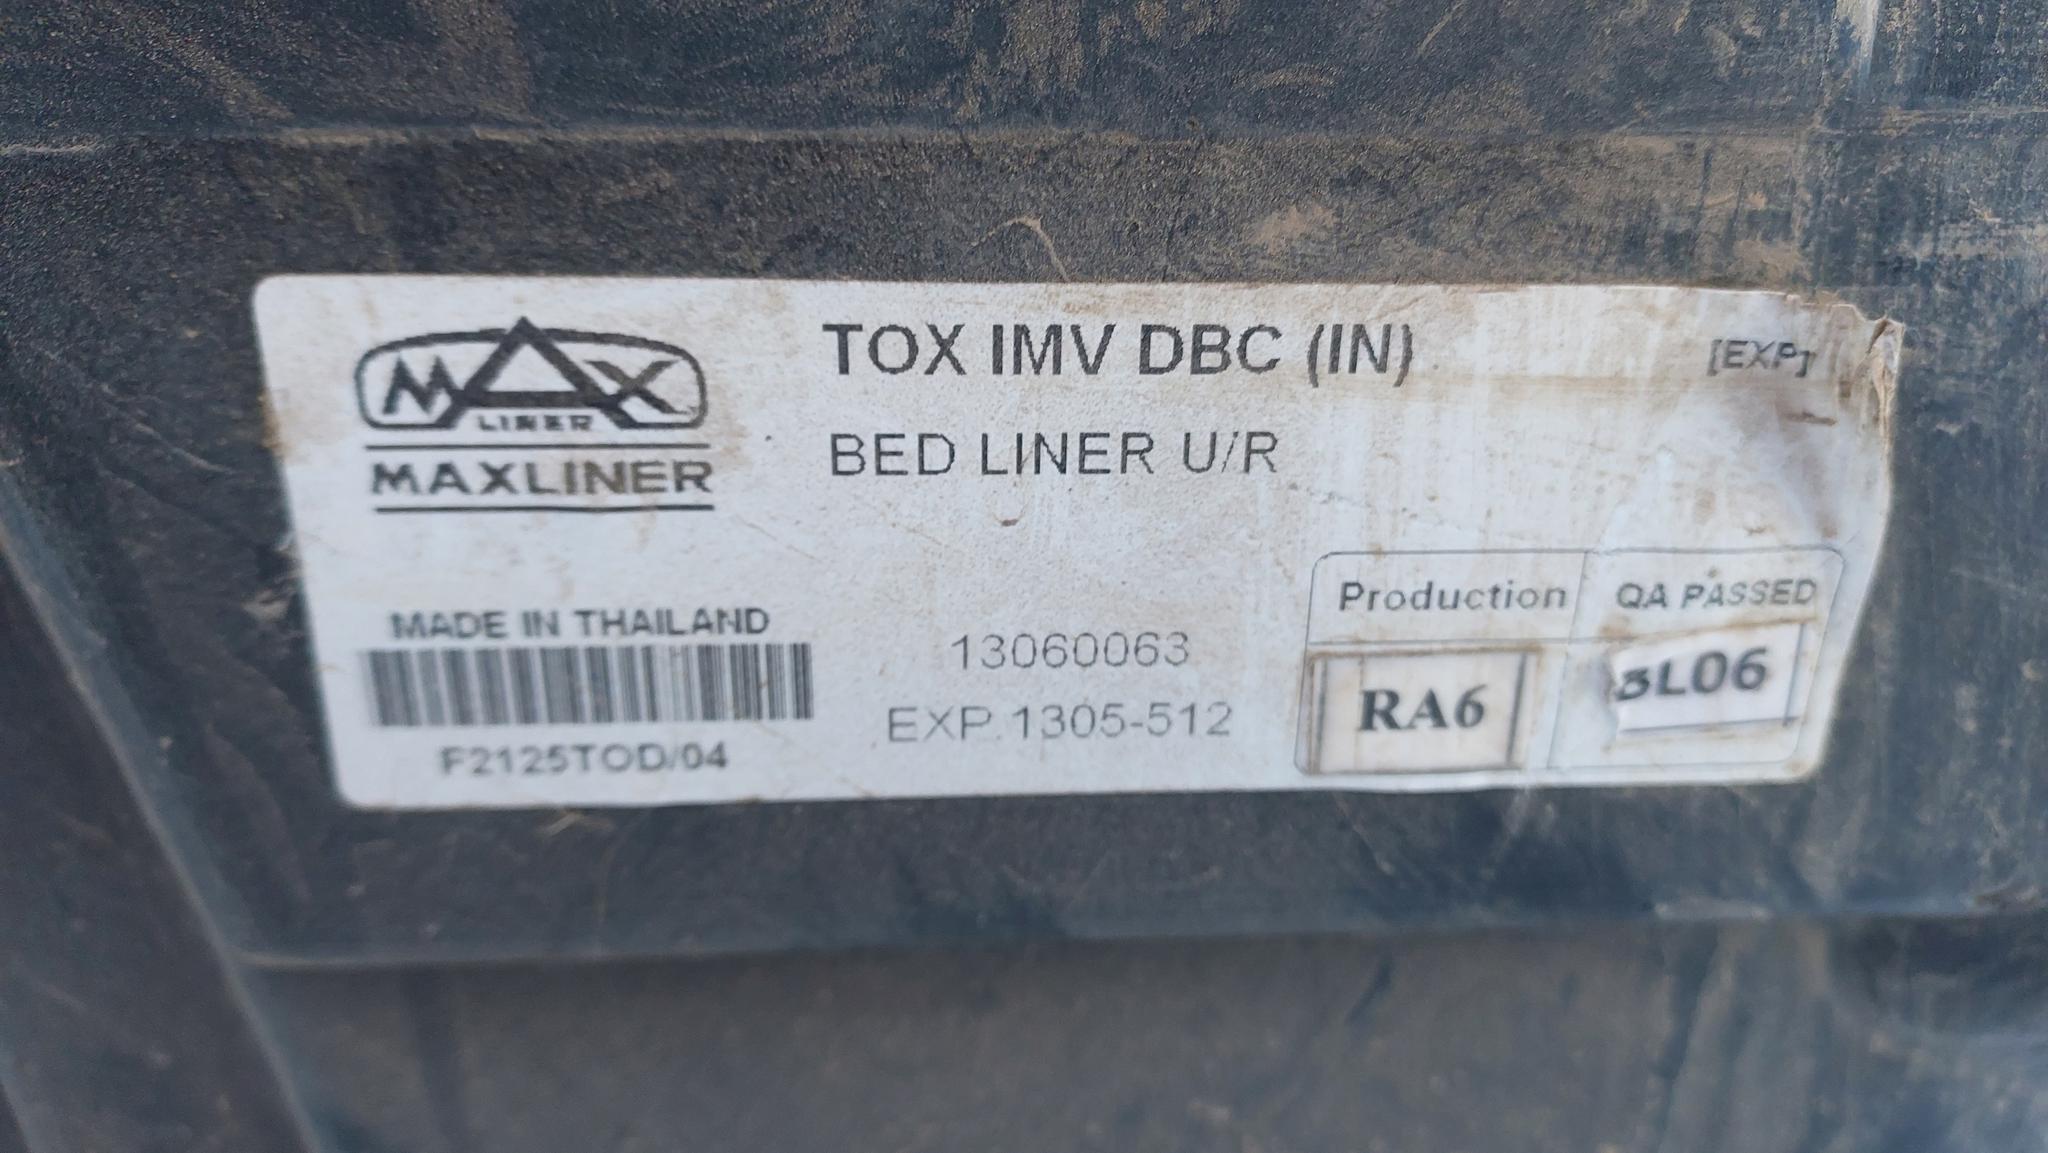 MAX
LINER
MAXLINER
TOX IMV DBC (IN)
[EXP]
BED LINER U/R
MADE IN THAILAND
F2125TOD/04
13060063
EXP.1305-512
Production
QA PASSED
RA6
BL06